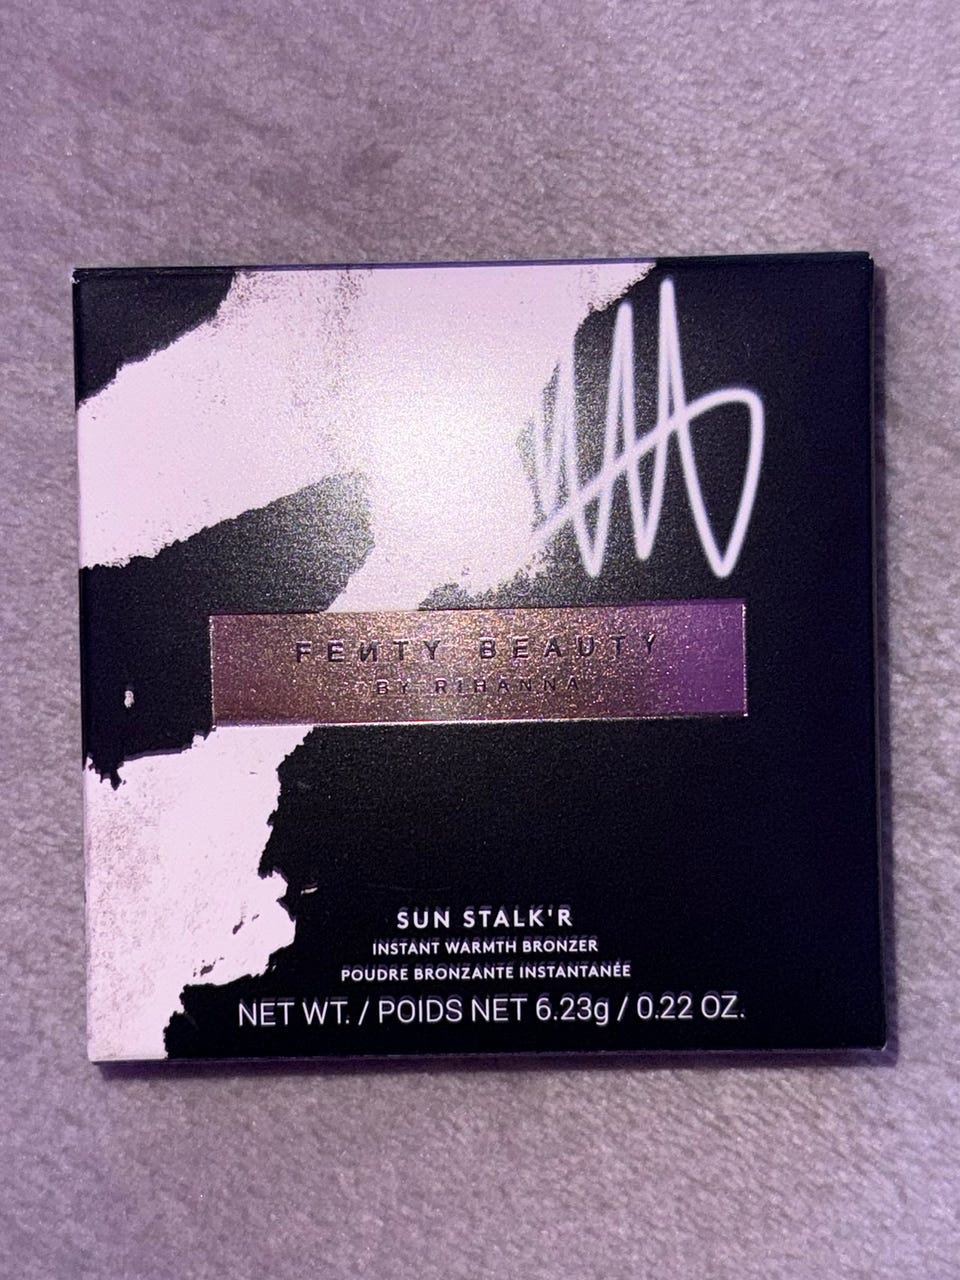 FENTY BEAUTY
BY RIHANNA
SUN STALK'R
INSTANT WARMTH BRONZER
POUDRE BRONZANTE INSTANTANÉE
NET WT. / POIDS NET 6.23g / 0.22 OZ.